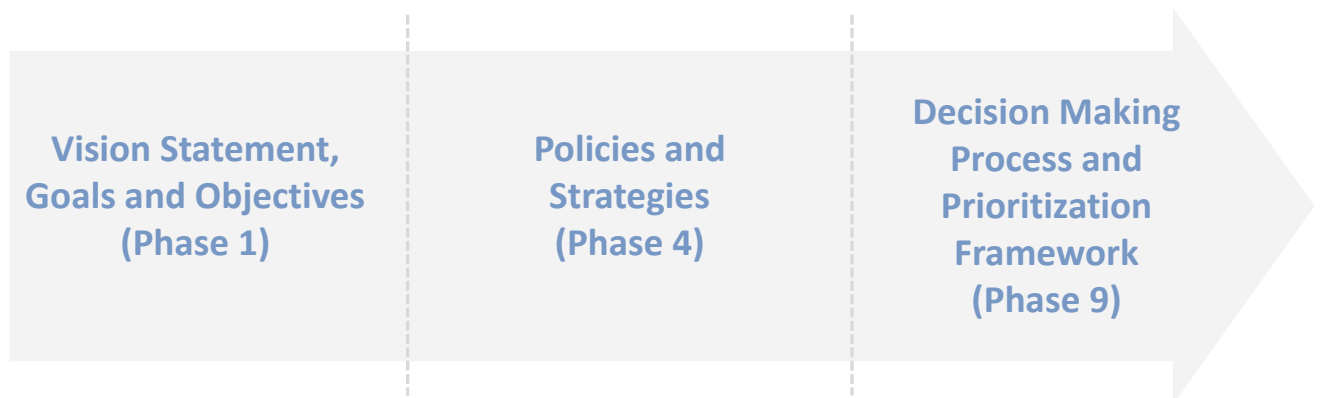 Vision Statement,
Goals and Objectives
(Phase 1)
Policies and
Strategies
(Phase 4)
Decision Making
Process and
Prioritization
Framework
(Phase 9)